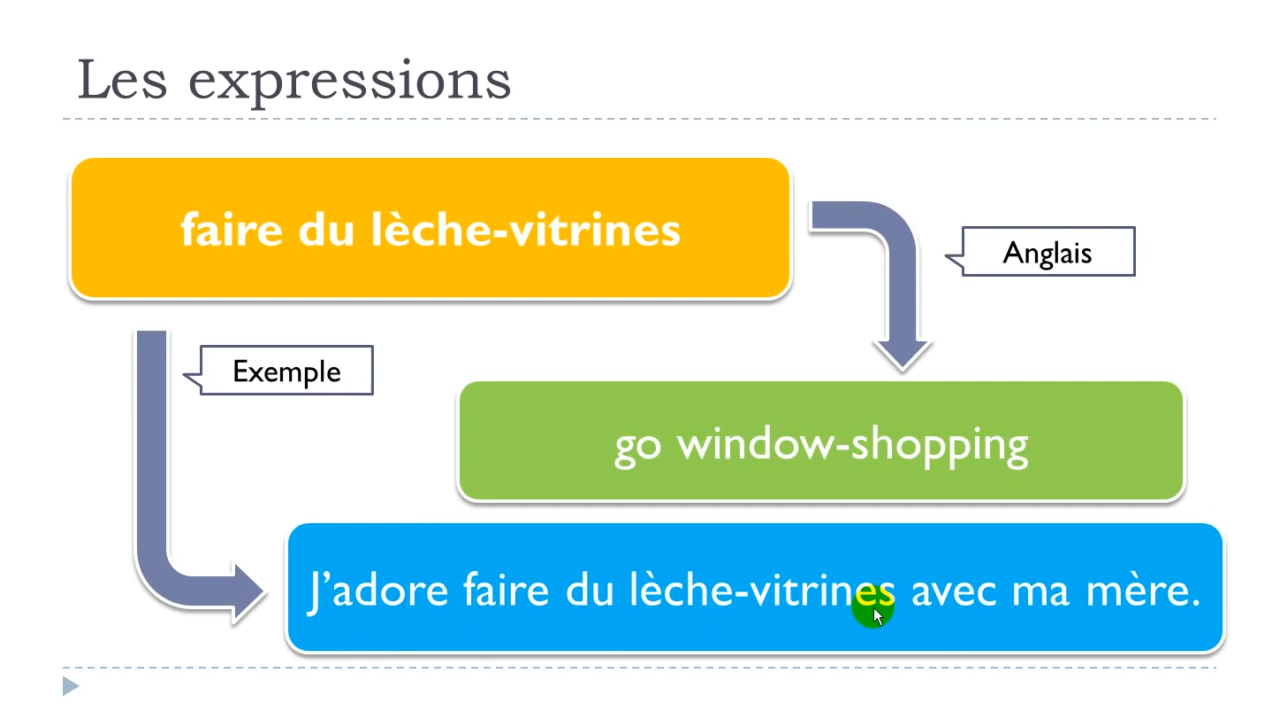 Les expressions
faire du lèche-vitrines
Anglais
Exemple
go window-shopping
J’adore faire du lèche-vitrines avec ma mère.